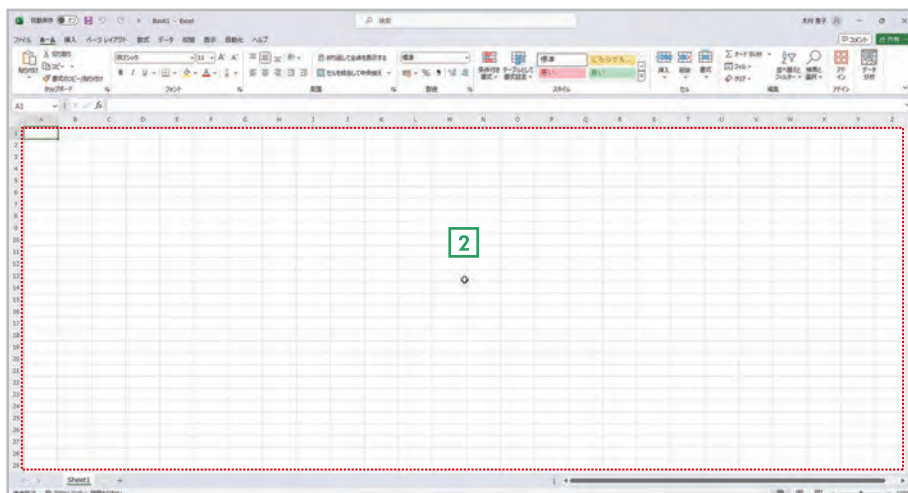 自動保存 Book1 - Excel 検索 木村 恵子
ファイル ホーム 挿入 ページ レイアウト 数式 データ 校閲 表示 自動化 ヘルプ コメント 共有
貼り付け 切り取り コピー 書式のコピー/貼り付け
游ゴシック 11 A A
B I U A
折り返して全体を表示する セルを結合して中央揃え
標準 % 9
条件付き書式 テーブルとして書式設定
標準 どちらでも...
悪い 良い
挿入 削除 書式
Σ オート SUM フィル クリア
並べ替えとフィルター 検索と選択 アドイン データ分析
クリップボード フォント 配置 数値 スタイル セル 編集 アドイン
A1 fx
A B C D E F G H I J K L M N O P Q R S T U V W X Y Z
1
2
3
4
5
6
7
8
9
10
11
12
13
14
15
16
17
18
19
20
21
22
23
24
25
26
27
28
29
2
Sheet1 +